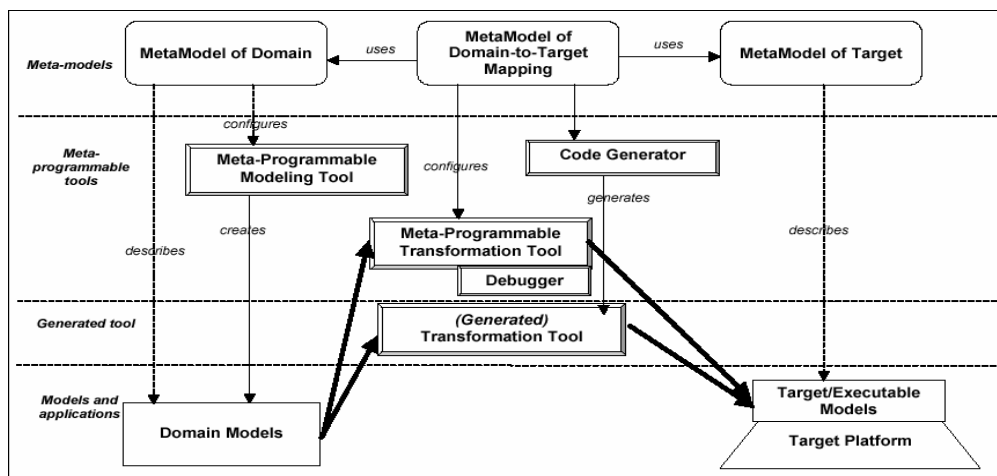 MetaModel of Domain
uses
MetaModel of
Domain-to-Target
Mapping
uses
MetaModel of Target
Meta-models
configures
Meta-
programmable
tools
Meta-Programmable
Modeling Tool
configures
Code Generator
generates
creates
describes
Meta-Programmable
Transformation Tool
describes
Debugger
Generated tool
(Generated)
Transformation Tool
Models and
applications
Domain Models
Target/Executable
Models
Target Platform